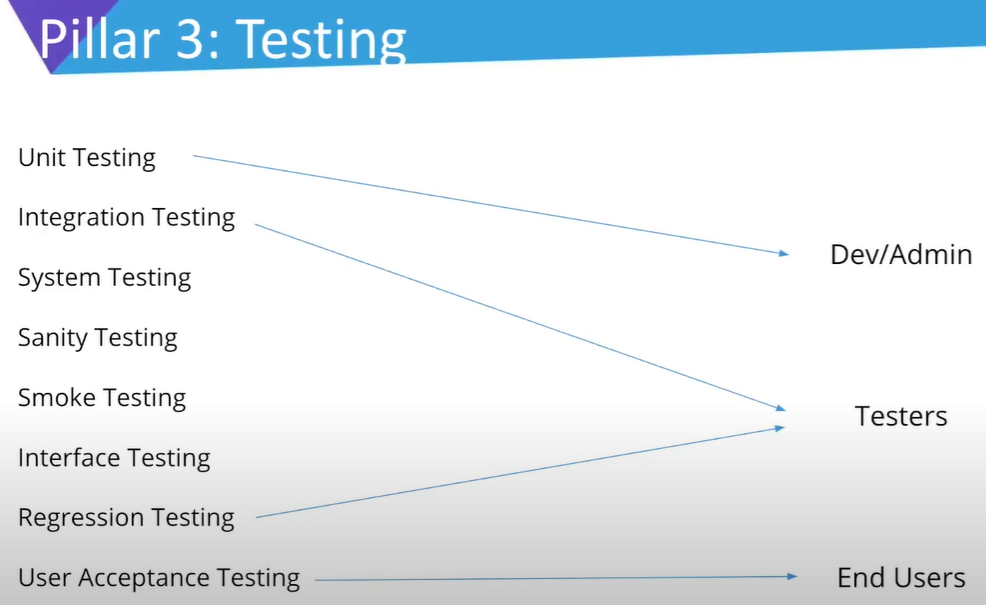 Pillar 3: Testing
Unit Testing
Integration Testing
System Testing
Sanity Testing
Smoke Testing
Interface Testing
Regression Testing
User Acceptance Testing
Dev/Admin
Testers
End Users